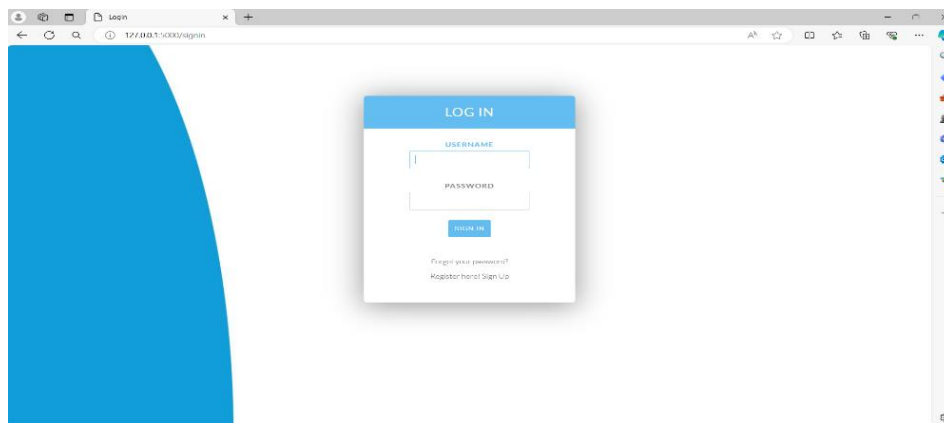 Login
127.0.0.1:5000/signin
LOG IN
USERNAME
PASSWORD
SIGN IN
Forgot your password?
Register here! Sign Up